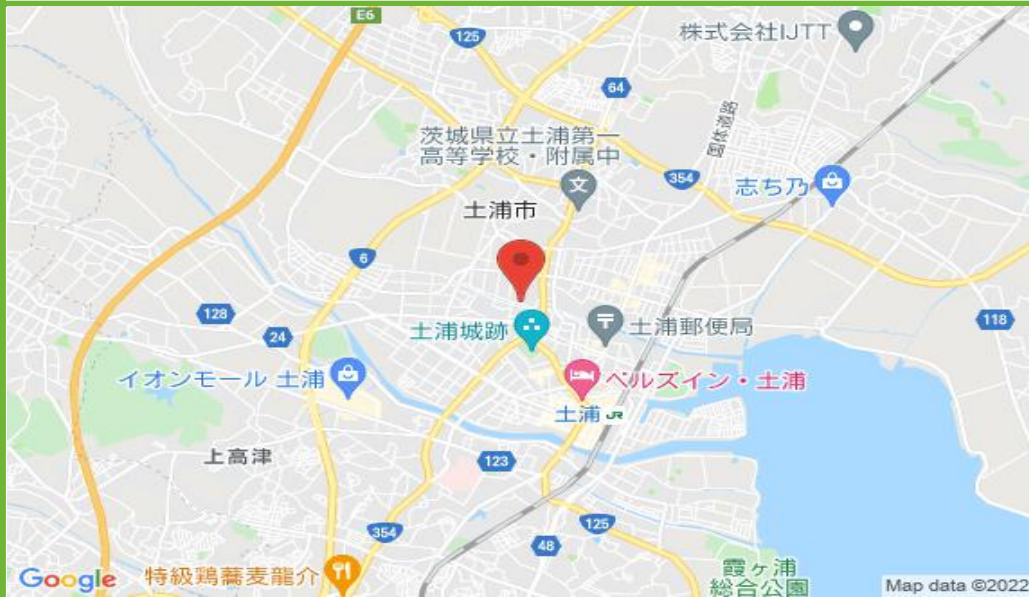 E6
125
株式会社IJTT
64
国体道路
茨城県立土浦第一
高等学校・附属中
354
志ち乃
土浦市
6
128
118
24
土浦城跡
土浦郵便局
イオンモール 土浦
ベルズイン・土浦
土浦 JR
上高津
123
354
125
48
Google
特級鶏蕎麦龍介
霞ヶ浦
総合公園
Map data ©2022